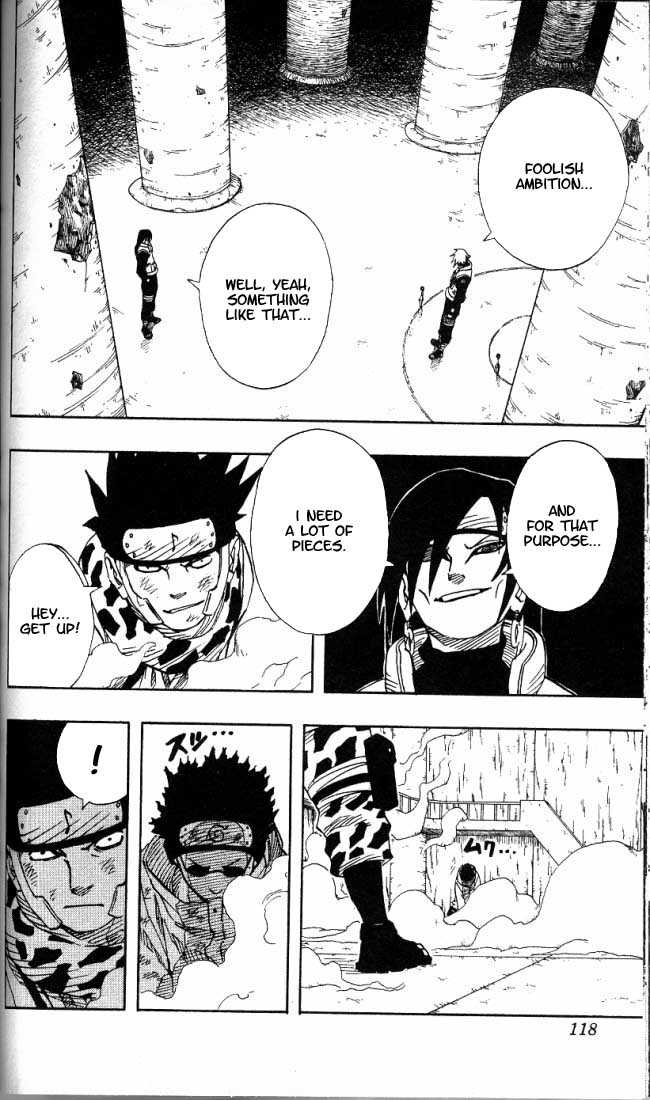 FOOLISH
AMBITION...
WELL, YEAH,
SOMETHING
LIKE THAT...
AND
FOR THAT
PURPOSE...
I NEED
A LOT OF
PIECES.
HEY...
GET UP!
ムク...
スッ...
!
118